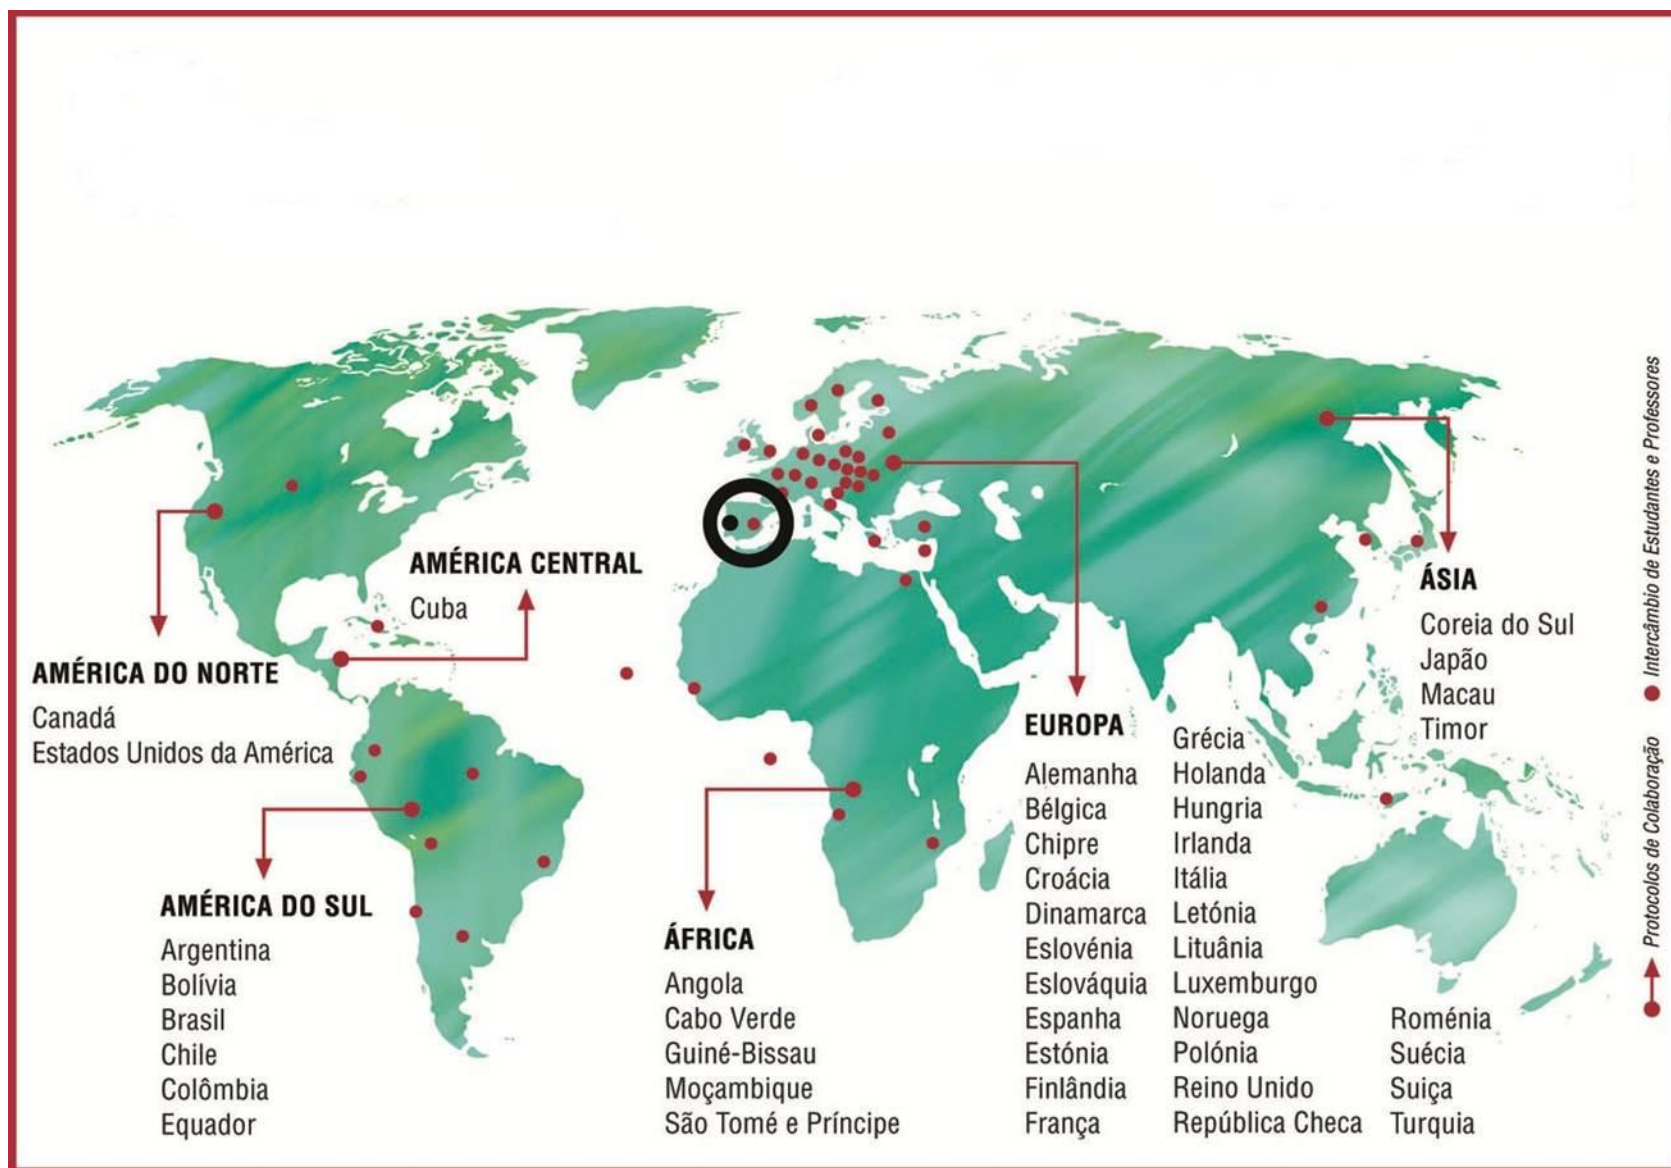 AMÉRICA DO NORTE
Canadá
Estados Unidos da América
AMÉRICA CENTRAL
Cuba
AMÉRICA DO SUL
Argentina
Bolívia
Brasil
Chile
Colômbia
Equador
ÁFRICA
Angola
Cabo Verde
Guiné-Bissau
Moçambique
São Tomé e Príncipe
EUROPA
Alemanha
Bélgica
Chipre
Croácia
Dinamarca
Eslovénia
Eslováquia
Espanha
Estónia
Finlândia
França
Grécia
Holanda
Hungria
Irlanda
Itália
Letónia
Lituânia
Luxemburgo
Noruega
Polónia
Reino Unido
República Checa
Roménia
Suécia
Suiça
Turquia
ÁSIA
Coreia do Sul
Japão
Macau
Timor
Intercâmbio de Estudantes e Professores
Protocolos de Colaboração